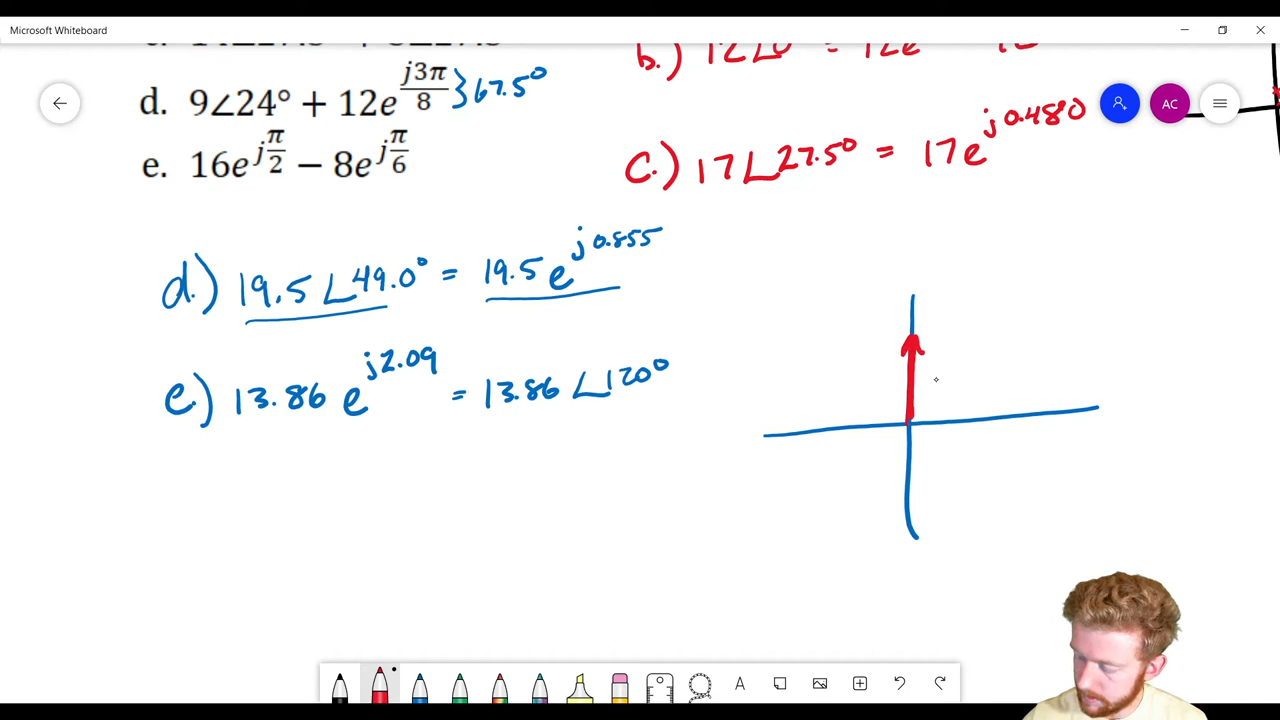 Microsoft Whiteboard
b.) 12∠0 = 12e
d. 9∠24° + 12e^(j3π/8) }67.5°
AC
c.) 17∠27.5° = 17e^(j0.480)
e. 16e^(jπ/2) − 8e^(jπ/6)
d.) 19.5∠49.0° = 19.5e^(j0.855)
e.) 13.86e^(j2.09) = 13.86∠120°
A